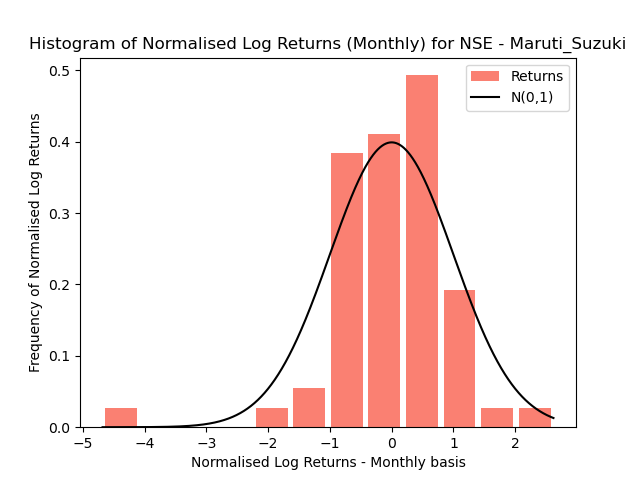 Histogram of Normalised Log Returns (Monthly) for NSE - Maruti_Suzuki
Returns
N(0,1)
Frequency of Normalised Log Returns
0.5
0.4
0.3
0.2
0.1
0.0
−5 −4 −3 −2 −1 0 1 2
Normalised Log Returns - Monthly basis